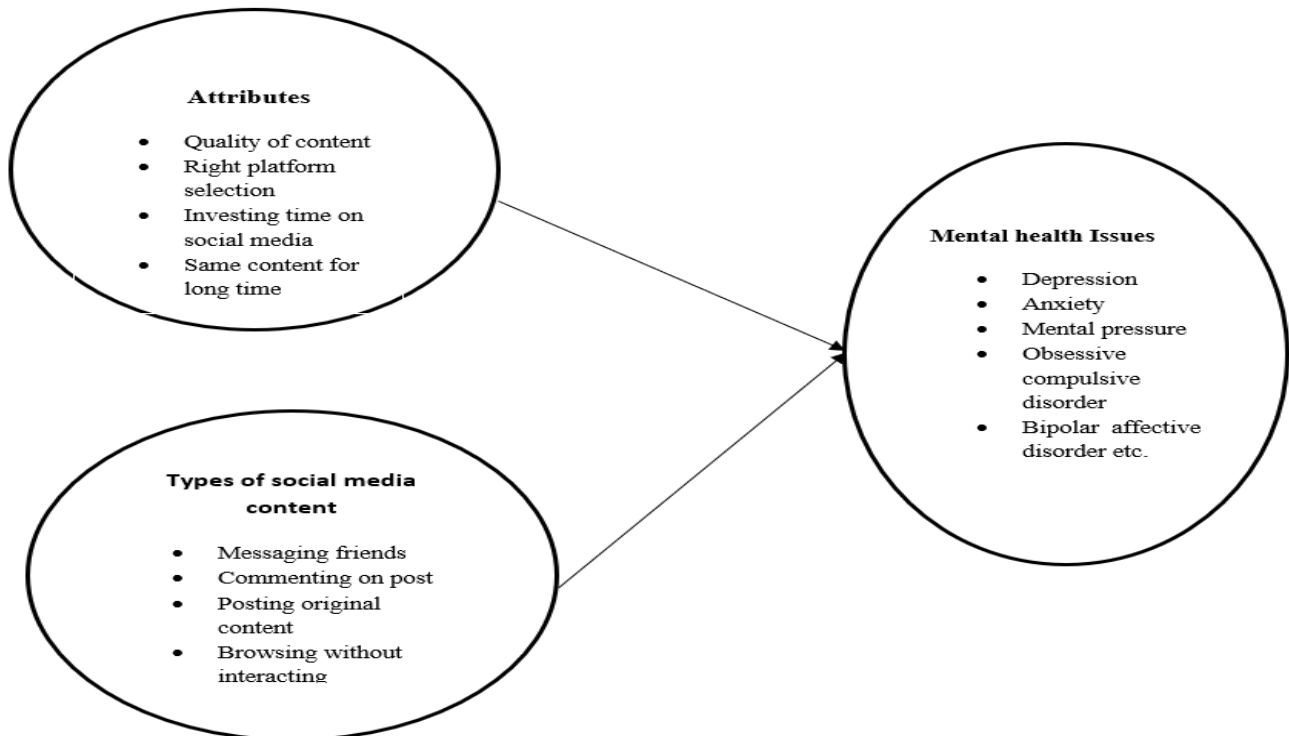 Attributes
• Quality of content
• Right platform
selection
• Investing time on
social media
• Same content for
long time
Types of social media
content
• Messaging friends
• Commenting on post
• Posting original
content
• Browsing without
interacting
Mental health Issues
• Depression
• Anxiety
• Mental pressure
• Obsessive
compulsive
disorder
• Bipolar affective
disorder etc.